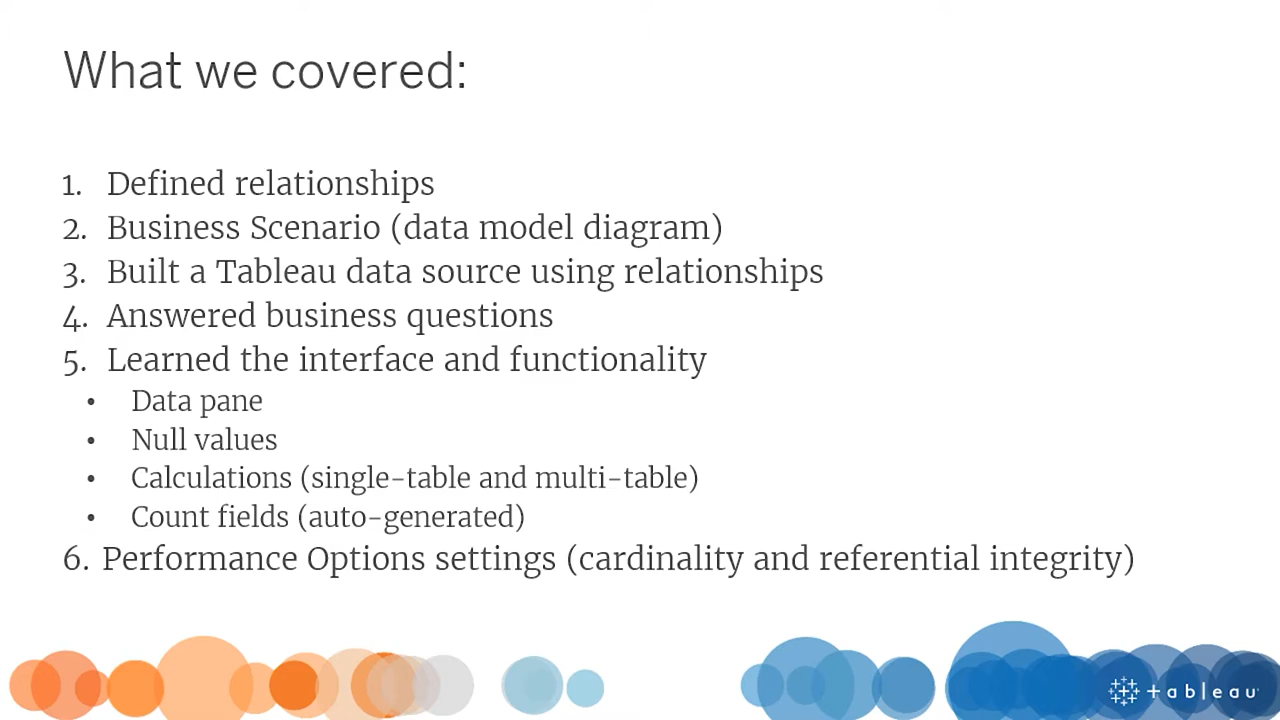 What we covered:
1. Defined relationships
2. Business Scenario (data model diagram)
3. Built a Tableau data source using relationships
4. Answered business questions
5. Learned the interface and functionality
• Data pane
• Null values
• Calculations (single-table and multi-table)
• Count fields (auto-generated)
6. Performance Options settings (cardinality and referential integrity)
+ableau